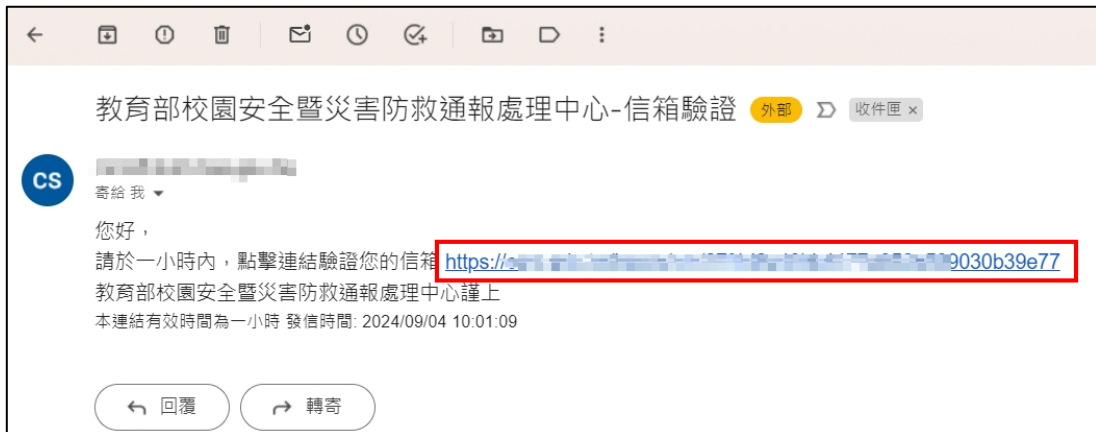 教育部校園安全暨災害防救通報處理中心-信箱驗證 外部 收件匣 ×
CS
寄給 我
您好，
請於一小時內，點擊連結驗證您的信箱 https://9030b39e77
教育部校園安全暨災害防救通報處理中心謹上
本連結有效時間為一小時 發信時間: 2024/09/04 10:01:09
回覆 轉寄